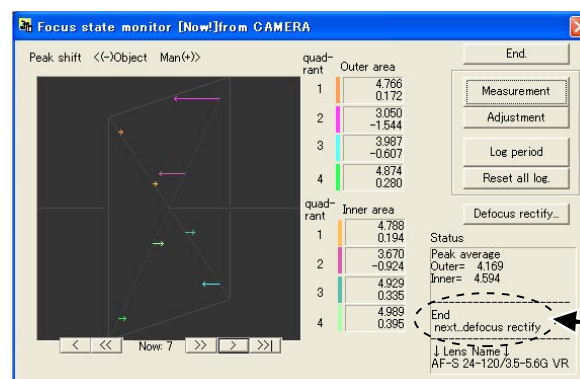 Focus state monitor [Now!]from CAMERA
Peak shift <(-)Object Man(+)>
quad-
rant
Outer area
1
4.766
0.172
2
3.050
-1.544
3
3.987
-0.607
4
4.874
0.280
quad-
rant
Inner area
1
4.788
0.194
2
3.670
-0.924
3
4.929
0.335
4
4.989
0.395
< << Now: 7 >> > >>|
End.
Measurement
Adjustment
Log period
Reset all log.
Defocus rectify...
Status
Peak average
Outer= 4.169
Inner= 4.594
End
next...defocus rectify
↓Lens Name↓
AF-S 24-120/3.5-5.6G VR